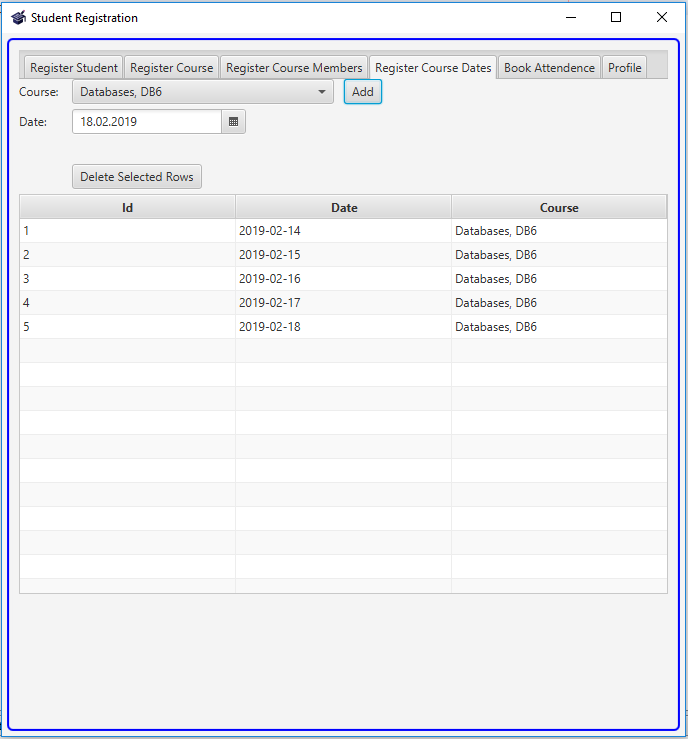 Student Registration
Register Student Register Course Register Course Members Register Course Dates Book Attendence Profile
Course: Databases, DB6 Add
Date: 18.02.2019
Delete Selected Rows
Id Date Course
1 2019-02-14 Databases, DB6
2 2019-02-15 Databases, DB6
3 2019-02-16 Databases, DB6
4 2019-02-17 Databases, DB6
5 2019-02-18 Databases, DB6